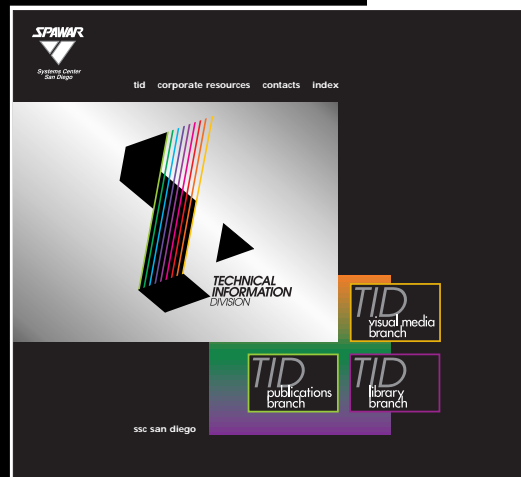 SPAWAR
Systems Center
San Diego
tid corporate resources contacts index
TECHNICAL
INFORMATION
DIVISION
TID
visual media
branch
TID
publications
branch
TID
library
branch
ssc san diego